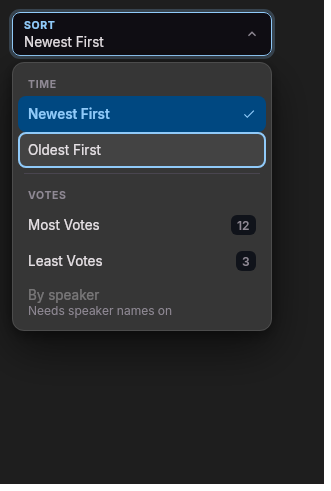 SORT
Newest First
TIME
Newest First
Oldest First
VOTES
Most Votes 12
Least Votes 3
By speaker
Needs speaker names on